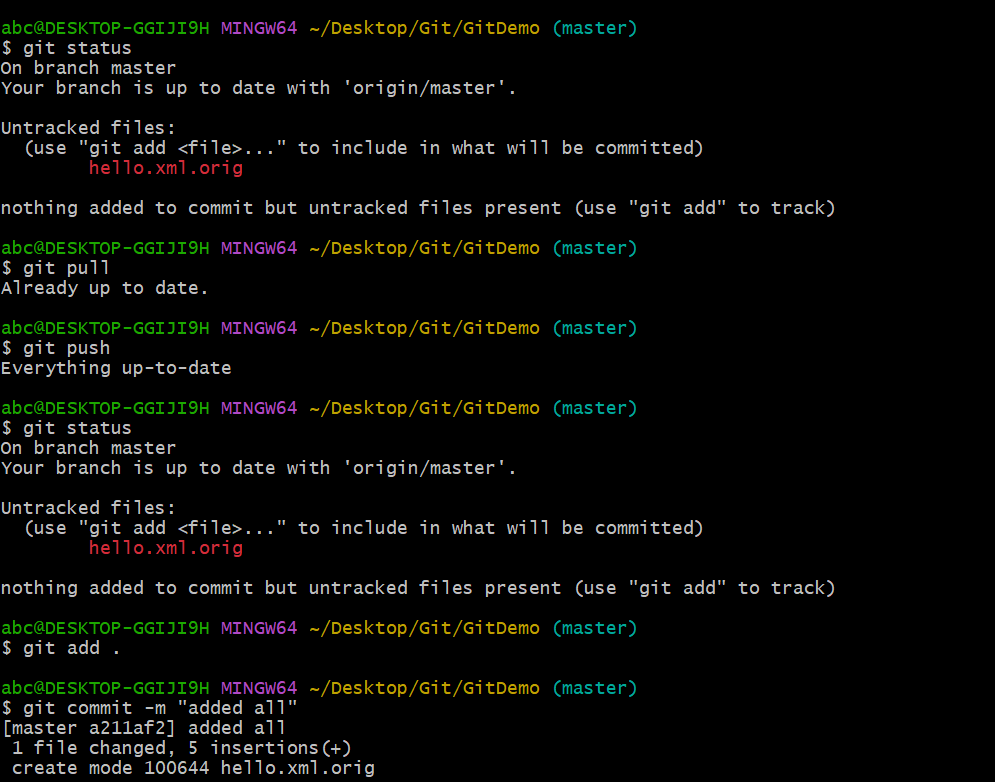 abc@DESKTOP-GGIJI9H MINGW64 ~/Desktop/Git/GitDemo (master)
$ git status
On branch master
Your branch is up to date with 'origin/master'.
Untracked files:
(use "git add <file>..." to include in what will be committed)
hello.xml.orig
nothing added to commit but untracked files present (use "git add" to track)
abc@DESKTOP-GGIJI9H MINGW64 ~/Desktop/Git/GitDemo (master)
$ git pull
Already up to date.
abc@DESKTOP-GGIJI9H MINGW64 ~/Desktop/Git/GitDemo (master)
$ git push
Everything up-to-date
abc@DESKTOP-GGIJI9H MINGW64 ~/Desktop/Git/GitDemo (master)
$ git status
On branch master
Your branch is up to date with 'origin/master'.
Untracked files:
(use "git add <file>..." to include in what will be committed)
hello.xml.orig
nothing added to commit but untracked files present (use "git add" to track)
abc@DESKTOP-GGIJI9H MINGW64 ~/Desktop/Git/GitDemo (master)
$ git add .
abc@DESKTOP-GGIJI9H MINGW64 ~/Desktop/Git/GitDemo (master)
$ git commit -m "added all"
[master a211af2] added all
1 file changed, 5 insertions(+)
create mode 100644 hello.xml.orig